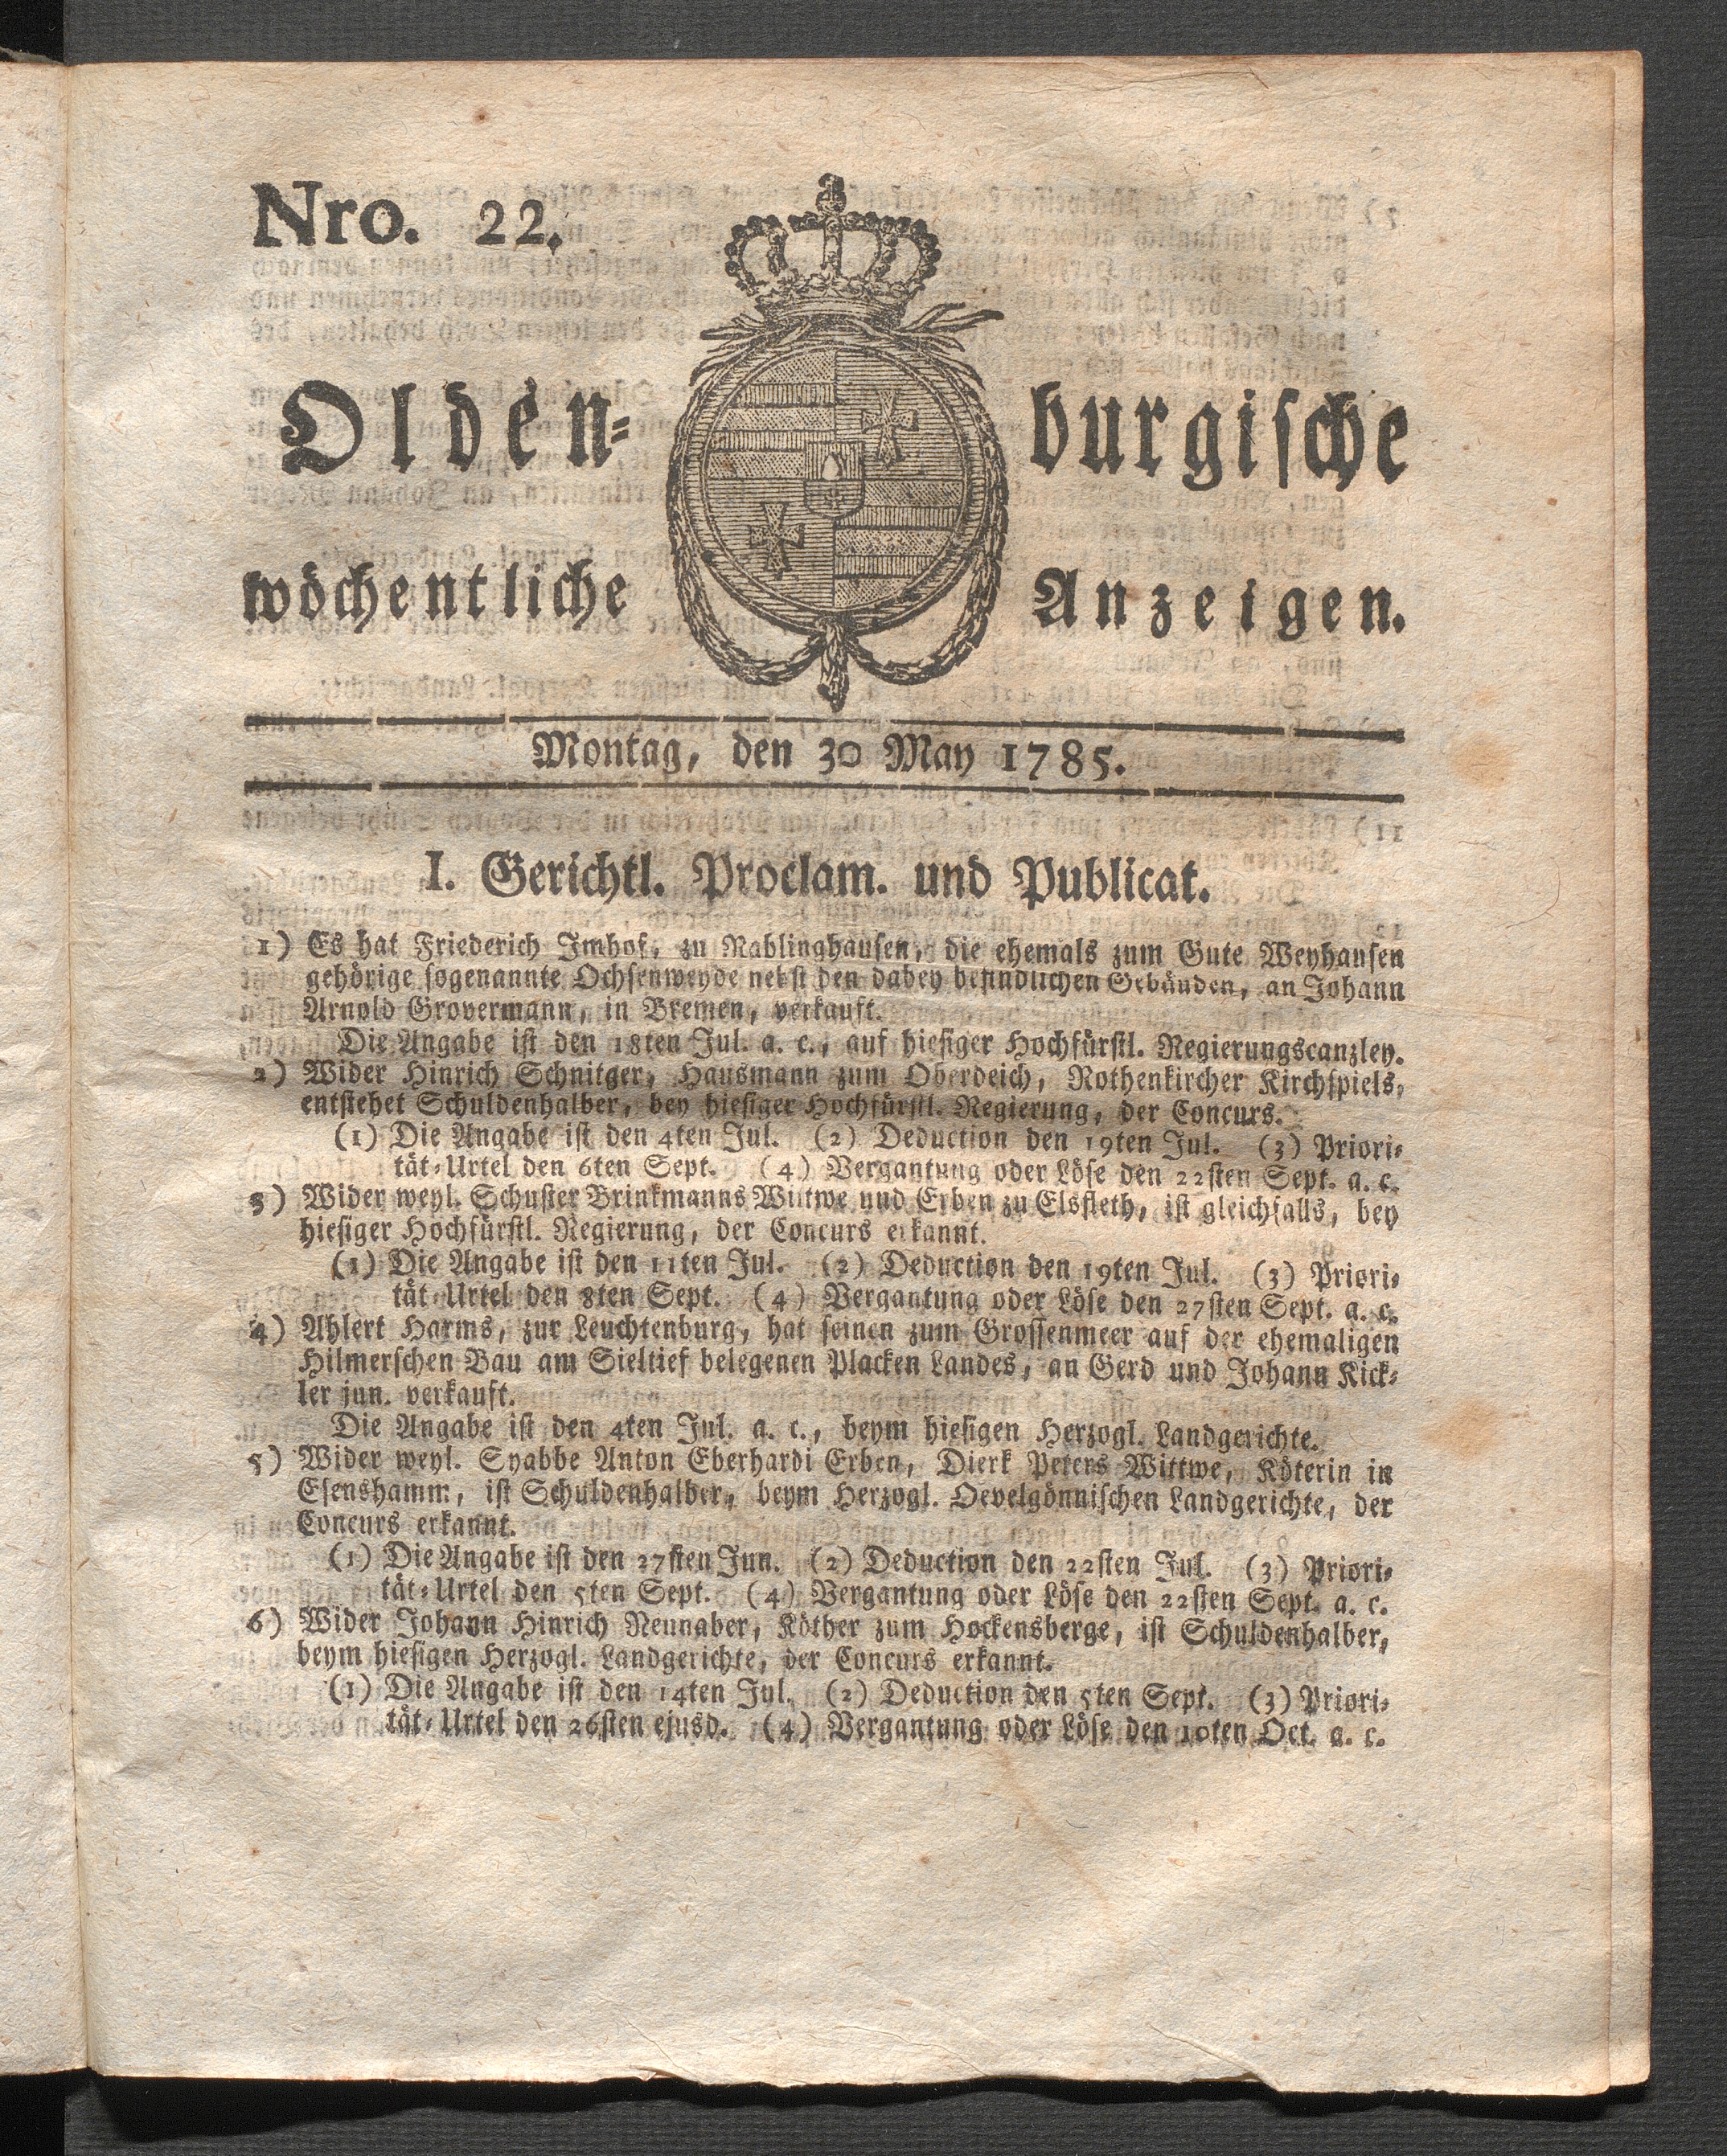 Nro. 22.
Olden- burgische
wöchentliche Anzeigen.
Montag, den 30 May 1785.
I. Gerichtl. Proclam. und Publicat.
1) Es hat Friederich Imhof, zu Rablinghausen, die ehemals zum Gute Weyhausen
gehörige sogenannte Ochsenweyde nebst den dabey befindlichen Gebäuden, an Johann
Arnold Grovermann, in Bremen, verkauft.
Die Angabe ist den 18ten Jul. a. c., auf hiesiger Hochfürstl. Regierungscanzley.
2) Wider Hinrich Schnitger, Hausmann zum Oberdeich, Rothenkircher Kirchspiels,
entstehet Schuldenhalber, bey hiesiger Hochfürstl. Regierung, der Concurs.
(1) Die Angabe ist den 4ten Jul. (2) Deduction den 19ten Jul. (3) Priori-
tät-Urtel den 6ten Sept. (4) Vergantung oder Löse den 22sten Sept. a. c.
3) Wider weyl. Schuster Brinkmanns Wittwe und Erben zu Elsfleth, ist gleichfalls, bey
hiesiger Hochfürstl. Regierung, der Concurs erkannt.
(1) Die Angabe ist den 11ten Jul. (2) Deduction den 19ten Jul. (3) Priori-
tät-Urtel den 8ten Sept. (4) Vergantung oder Löse den 27sten Sept. a. c.
4) Ahlert Harms, zur Leuchtenburg, hat seinen zum Grossenmeer auf der ehemaligen
Hilmerschen Bau am Sieltief belegenen Placken Landes, an Gerd und Johann Kick-
ler jun. verkauft.
Die Angabe ist den 4ten Jul. a. c., beym hiesigen Herzogl. Landgerichte.
5) Wider weyl. Syabbe Anton Eberhardi Erben, Dierk Peters Wittwe, Köterin in
Esenshamm, ist Schuldenhalber, beym Herzogl. Oevelgönnischen Landgerichte, der
Concurs erkannt.
(1) Die Angabe ist den 27sten Jun. (2) Deduction den 22sten Jul. (3) Priori-
tät-Urtel den 5ten Sept. (4) Vergantung oder Löse den 22sten Sept. a. c.
6) Wider Johann Hinrich Neunaber, Köther zum Hockensberge, ist Schuldenhalber,
beym hiesigen Herzogl. Landgerichte, der Concurs erkannt.
(1) Die Angabe ist den 14ten Jul. (2) Deduction den 5ten Sept. (3) Priori-
tät-Urtel den 26sten ejusd. (4) Vergantung oder Löse den 10ten Oct. a. c.